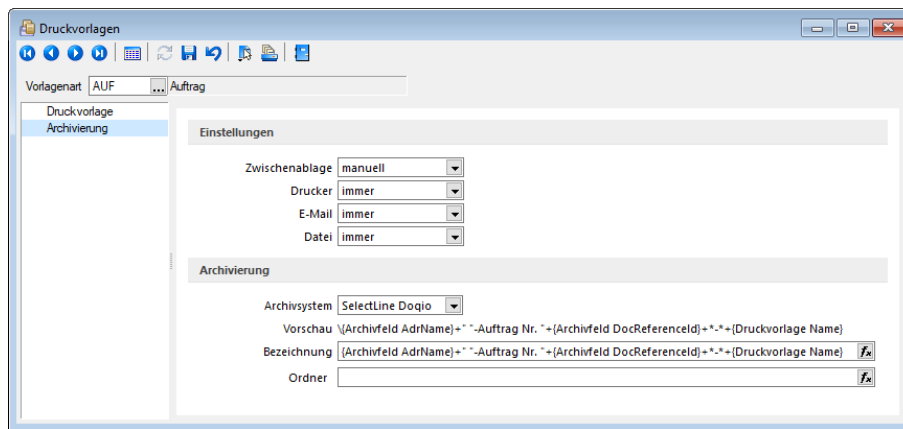 Druckvorlagen
Vorlagenart AUF ... Auftrag
Druckvorlage
Archivierung
Einstellungen
Zwischenablage manuell
Drucker immer
E-Mail immer
Datei immer
Archivierung
Archivsystem SelectLine Doqio
Vorschau \{Archivfeld AdrName}+" "-Auftrag Nr. "+{Archivfeld DocReferenceId}+"-"+{Druckvorlage Name}
Bezeichnung {Archivfeld AdrName}+" "-Auftrag Nr. "+{Archivfeld DocReferenceId}+"-"+{Druckvorlage Name} fx
Ordner fx